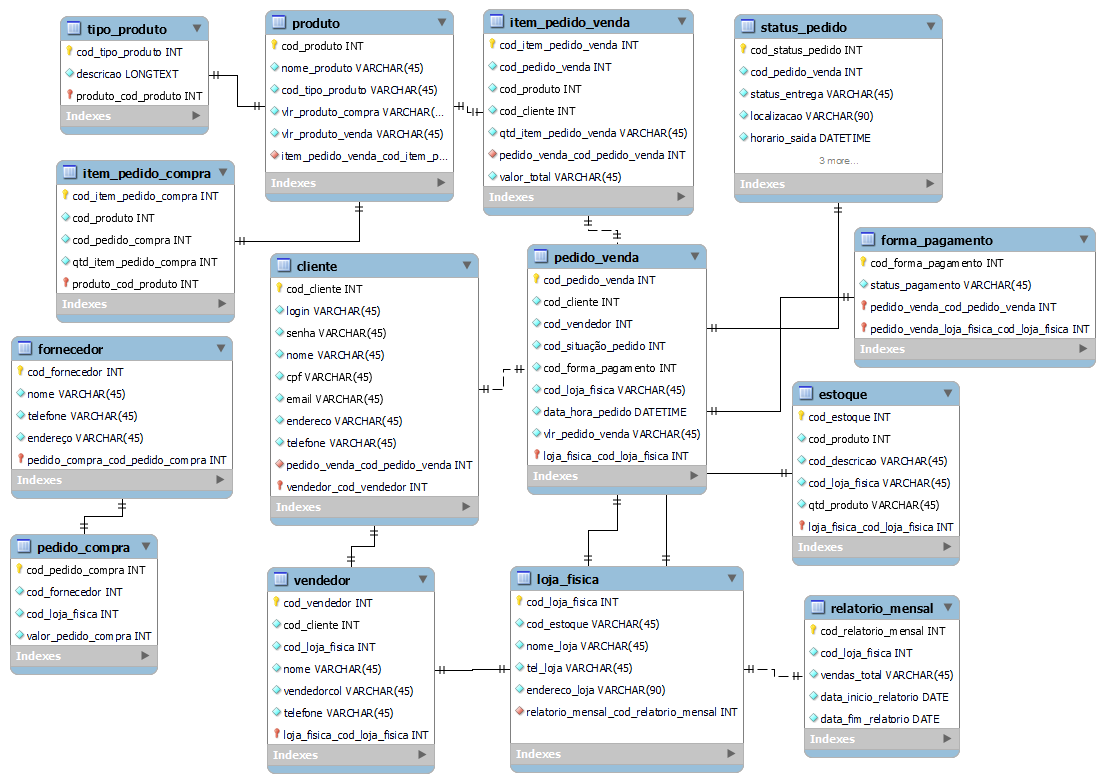 tipo_produto
cod_tipo_produto INT
descricao LONGTEXT
produto_cod_produto INT
Indexes
produto
cod_produto INT
nome_produto VARCHAR(45)
cod_tipo_produto VARCHAR(45)
vlr_produto_compra VARCHAR(...
vlr_produto_venda VARCHAR(45)
item_pedido_venda_cod_item_p...
Indexes
item_pedido_venda
cod_item_pedido_venda INT
cod_pedido_venda INT
cod_produto INT
cod_cliente INT
qtd_item_pedido_venda VARCHAR(45)
pedido_venda_cod_pedido_venda INT
valor_total VARCHAR(45)
Indexes
status_pedido
cod_status_pedido INT
cod_pedido_venda INT
status_entrega VARCHAR(45)
localizacao VARCHAR(90)
horario_saida DATETIME
3 more...
Indexes
item_pedido_compra
cod_item_pedido_compra INT
cod_produto INT
cod_pedido_compra INT
qtd_item_pedido_compra INT
produto_cod_produto INT
Indexes
cliente
cod_cliente INT
login VARCHAR(45)
senha VARCHAR(45)
nome VARCHAR(45)
cpf VARCHAR(45)
email VARCHAR(45)
endereco VARCHAR(45)
telefone VARCHAR(45)
pedido_venda_cod_pedido_venda INT
vendedor_cod_vendedor INT
Indexes
pedido_venda
cod_pedido_venda INT
cod_cliente INT
cod_vendedor INT
cod_situação_pedido INT
cod_forma_pagamento INT
cod_loja_fisica VARCHAR(45)
data_hora_pedido DATETIME
vlr_pedido_venda VARCHAR(45)
loja_fisica_cod_loja_fisica INT
Indexes
forma_pagamento
cod_forma_pagamento INT
status_pagamento VARCHAR(45)
pedido_venda_cod_pedido_venda INT
pedido_venda_loja_fisica_cod_loja_fisica INT
Indexes
fornecedor
cod_fornecedor INT
nome VARCHAR(45)
telefone VARCHAR(45)
endereço VARCHAR(45)
pedido_compra_cod_pedido_compra INT
Indexes
estoque
cod_estoque INT
cod_produto INT
cod_descricao VARCHAR(45)
cod_loja_fisica VARCHAR(45)
qtd_produto VARCHAR(45)
loja_fisica_cod_loja_fisica INT
Indexes
pedido_compra
cod_pedido_compra INT
cod_fornecedor INT
cod_loja_fisica INT
valor_pedido_compra INT
Indexes
vendedor
cod_vendedor INT
cod_cliente INT
cod_loja_fisica INT
nome VARCHAR(45)
vendedorcol VARCHAR(45)
telefone VARCHAR(45)
loja_fisica_cod_loja_fisica INT
Indexes
loja_fisica
cod_loja_fisica INT
cod_estoque VARCHAR(45)
nome_loja VARCHAR(45)
tel_loja VARCHAR(45)
endereco_loja VARCHAR(90)
relatorio_mensal_cod_relatorio_mensal INT
Indexes
relatorio_mensal
cod_relatorio_mensal INT
cod_loja_fisica INT
vendas_total VARCHAR(45)
data_inicio_relatorio DATE
data_fim_relatorio DATE
Indexes